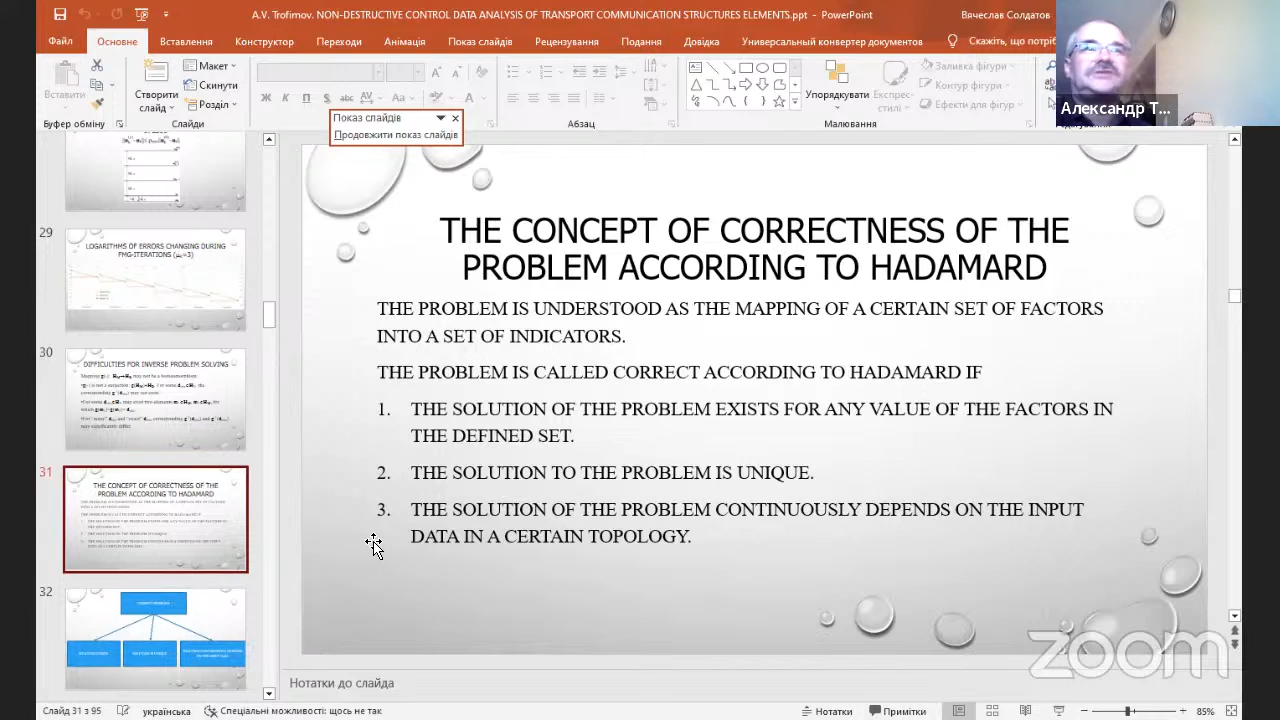 A.V. Trofimov. NON-DESTRUCTIVE CONTROL DATA ANALYSIS OF TRANSPORT COMMUNICATION STRUCTURES ELEMENTS.ppt - PowerPoint
Вячеслав Солдатов
Файл Основне Вставлення Конструктор Переходи Анімація Показ слайдів Рецензування Подання Довідка Универсальный конвертер документов Скажіть, що потріб
Вставити
Створити слайд
Макет
Скинути
Розділ
Ж К П S abc AV Aa A
Упорядкувати
Експрес-стилі
Заливка фігури
Контур фігури
Ефекти для фігур
Буфер обміну Слайди Абзац Малювання
Александр Т...
Показ слайдів
Продовжити показ слайдів
29
LOGARITHMS OF ERRORS CHANGING DURING
30
DIFFICULTIES FOR INVERSE PROBLEM SOLVING
31
THE CONCEPT OF CORRECTNESS OF THE
PROBLEM ACCORDING TO HADAMARD
32
THE CONCEPT OF CORRECTNESS OF THE
PROBLEM ACCORDING TO HADAMARD
THE PROBLEM IS UNDERSTOOD AS THE MAPPING OF A CERTAIN SET OF FACTORS
INTO A SET OF INDICATORS.
THE PROBLEM IS CALLED CORRECT ACCORDING TO HADAMARD IF
1. THE SOLUTION OF THE PROBLEM EXISTS FOR ANY VALUE OF THE FACTORS IN
THE DEFINED SET.
2. THE SOLUTION TO THE PROBLEM IS UNIQUE.
3. THE SOLUTION OF THE PROBLEM CONTINUOUSLY DEPENDS ON THE INPUT
DATA IN A CERTAIN TOPOLOGY.
zoom
Нотатки до слайда
Слайд 31 з 95 українська Спеціальні можливості: щось не так Нотатки Примітки 85%